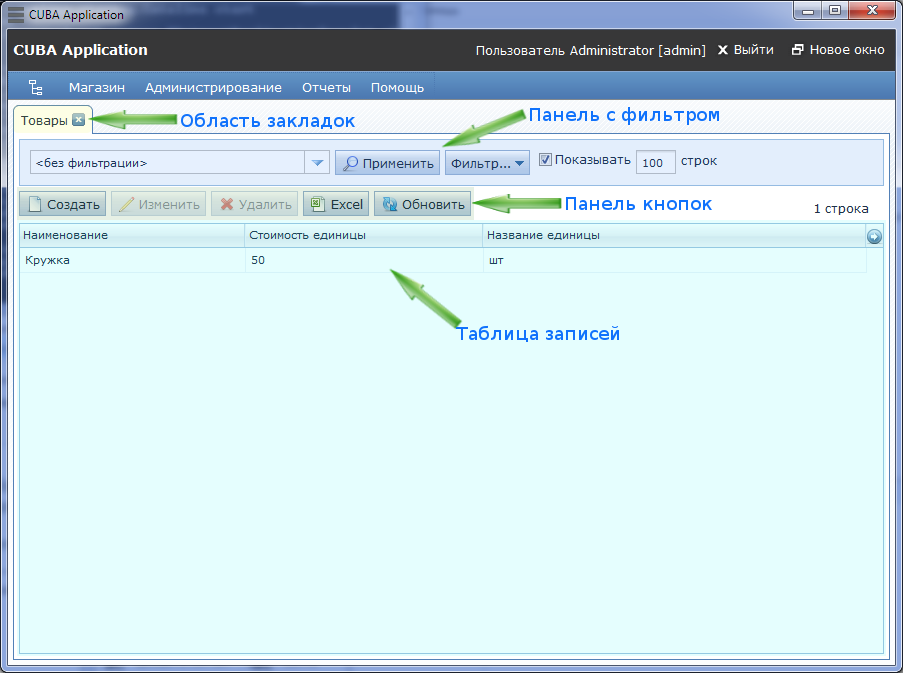 CUBA Application
CUBA Application Пользователь Administrator [admin] Выйти Новое окно
Магазин Администрирование Отчеты Помощь
Товары Область закладок Панель с фильтром
<без фильтрации> Применить Фильтр... Показывать 100 строк
Создать Изменить Удалить Excel Обновить Панель кнопок 1 строка
Наименование Стоимость единицы Название единицы
Кружка 50 шт
Таблица записей